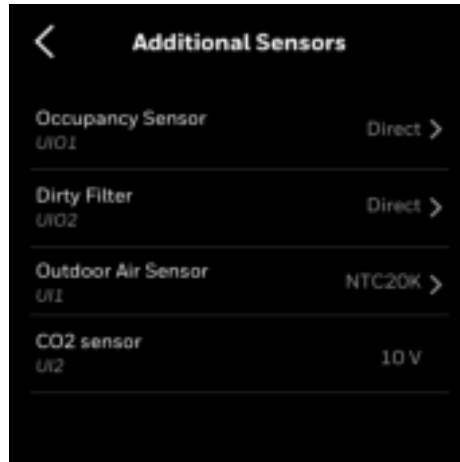 Additional Sensors
Occupancy Sensor
UIO1
Direct
Dirty Filter
UIO2
Direct
Outdoor Air Sensor
UI1
NTC20K
CO2 sensor
UI2
10 V